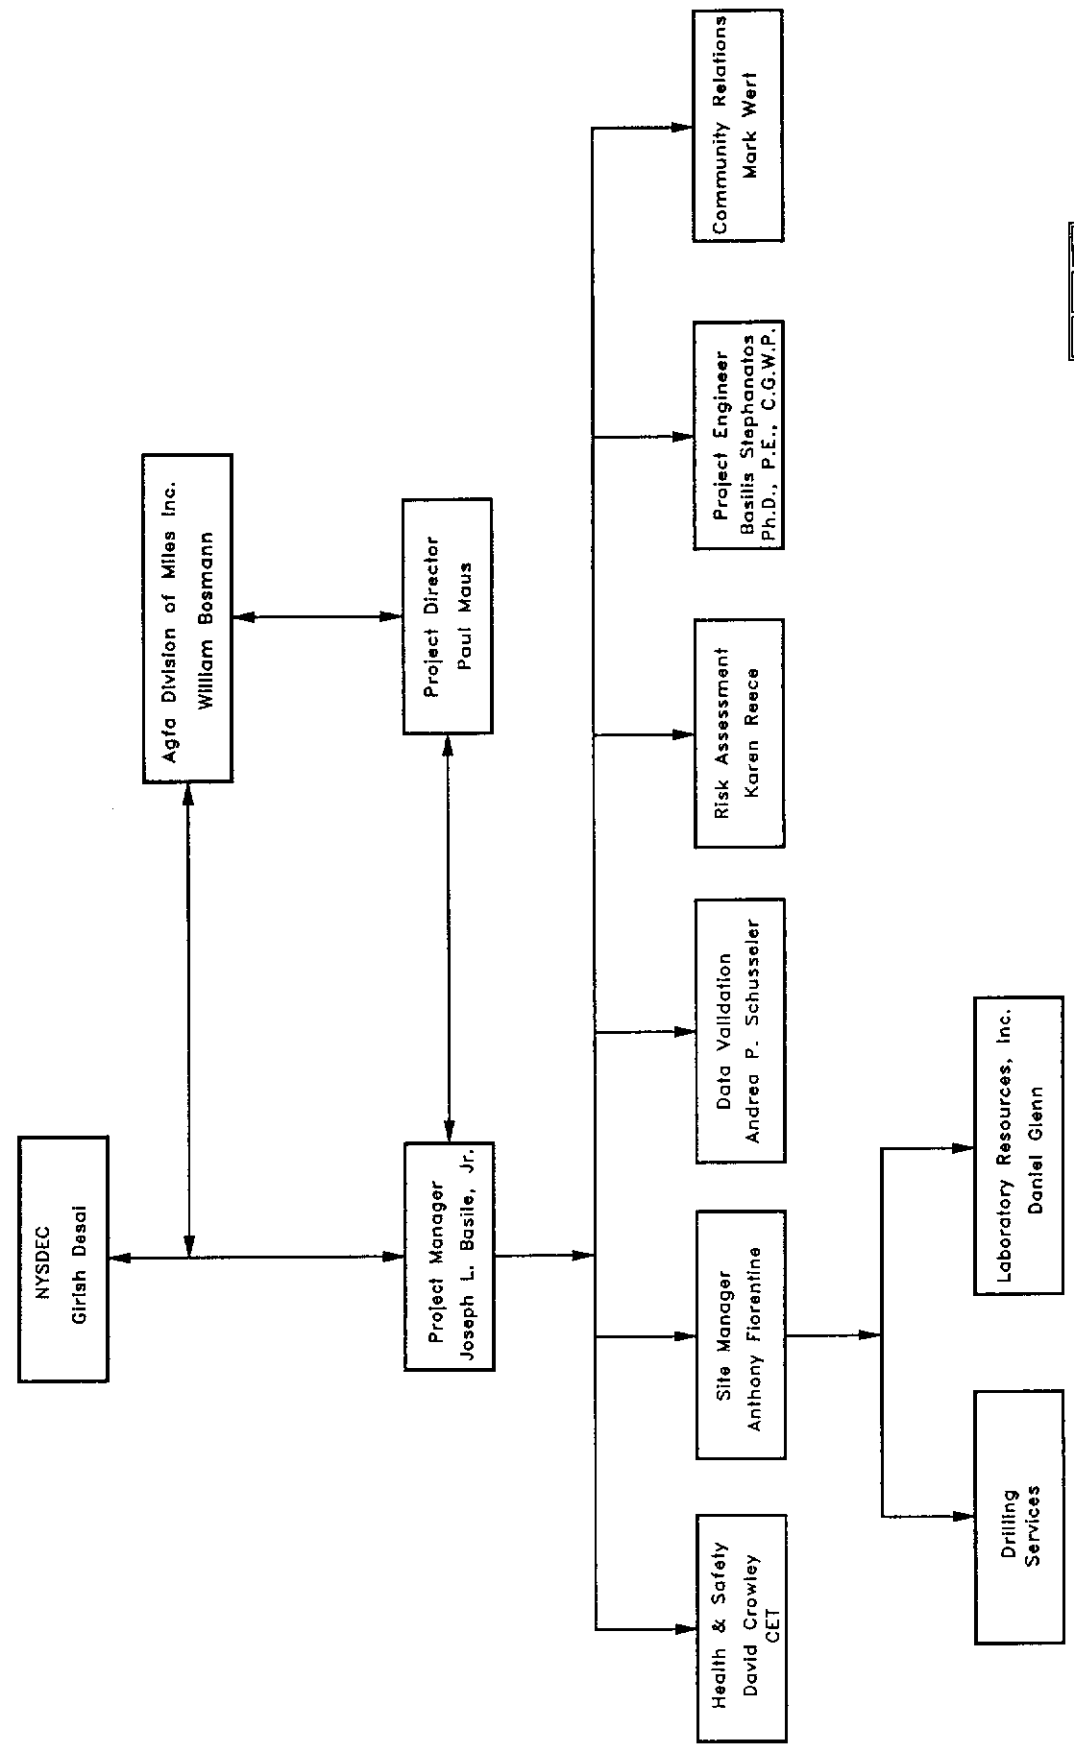 NYSDEC
Girish Desai
Agfa Division of Miles Inc.
William Bosmann
Project Manager
Joseph L. Basile, Jr.
Project Director
Paul Maus
Health & Safety
David Crowley
CET
Site Manager
Anthony Fiorentine
Data Validation
Andrea P. Schusseler
Risk Assessment
Karen Reece
Project Engineer
Basilis Stephanatos
Ph.D., P.E., C.G.W.P.
Community Relations
Mark Wert
Drilling
Services
Laboratory Resources, Inc.
Daniel Glenn